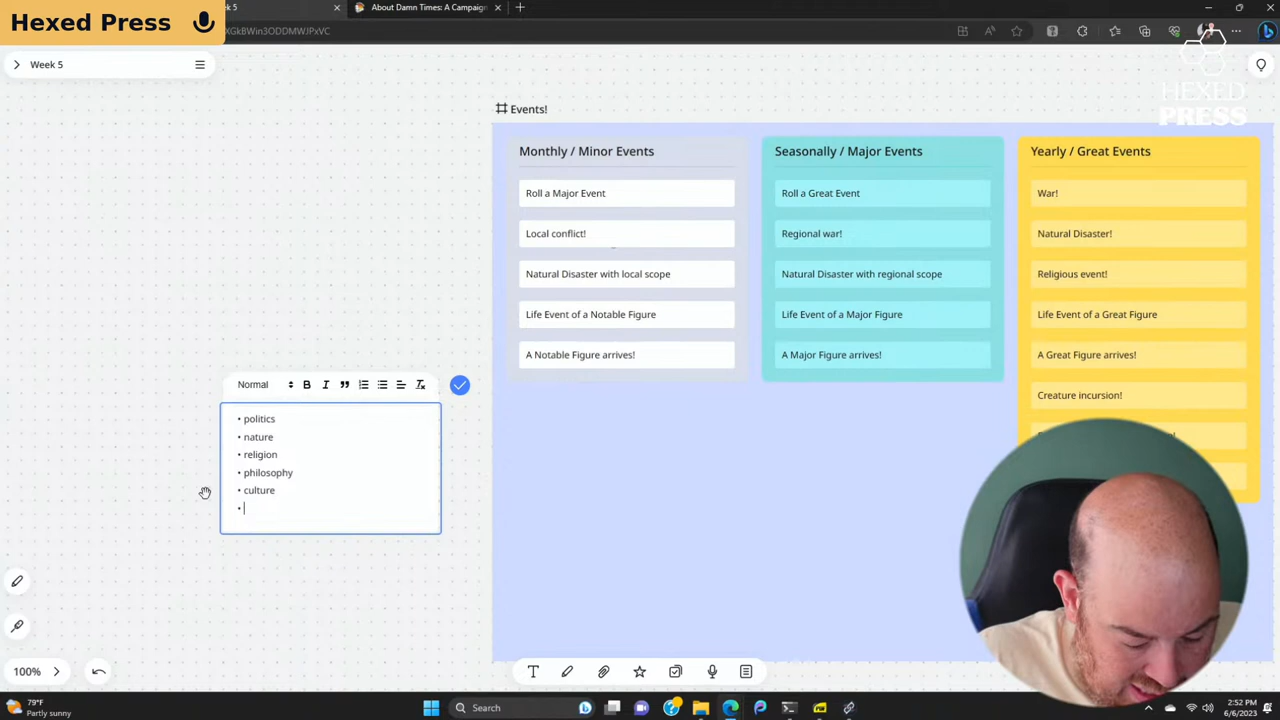 Hexed Press
k 5
About Damn Times: A Campaign
XGkBWin3ODDMWJPxVC
HEXED
PRESS
Week 5
Events!
Monthly / Minor Events
Roll a Major Event
Local conflict!
Natural Disaster with local scope
Life Event of a Notable Figure
A Notable Figure arrives!
Seasonally / Major Events
Roll a Great Event
Regional war!
Natural Disaster with regional scope
Life Event of a Major Figure
A Major Figure arrives!
Yearly / Great Events
War!
Natural Disaster!
Religious event!
Life Event of a Great Figure
A Great Figure arrives!
Creature incursion!
Normal
• politics
• nature
• religion
• philosophy
• culture
•
100%
79°F
Partly sunny
Search
2:52 PM
6/6/2023